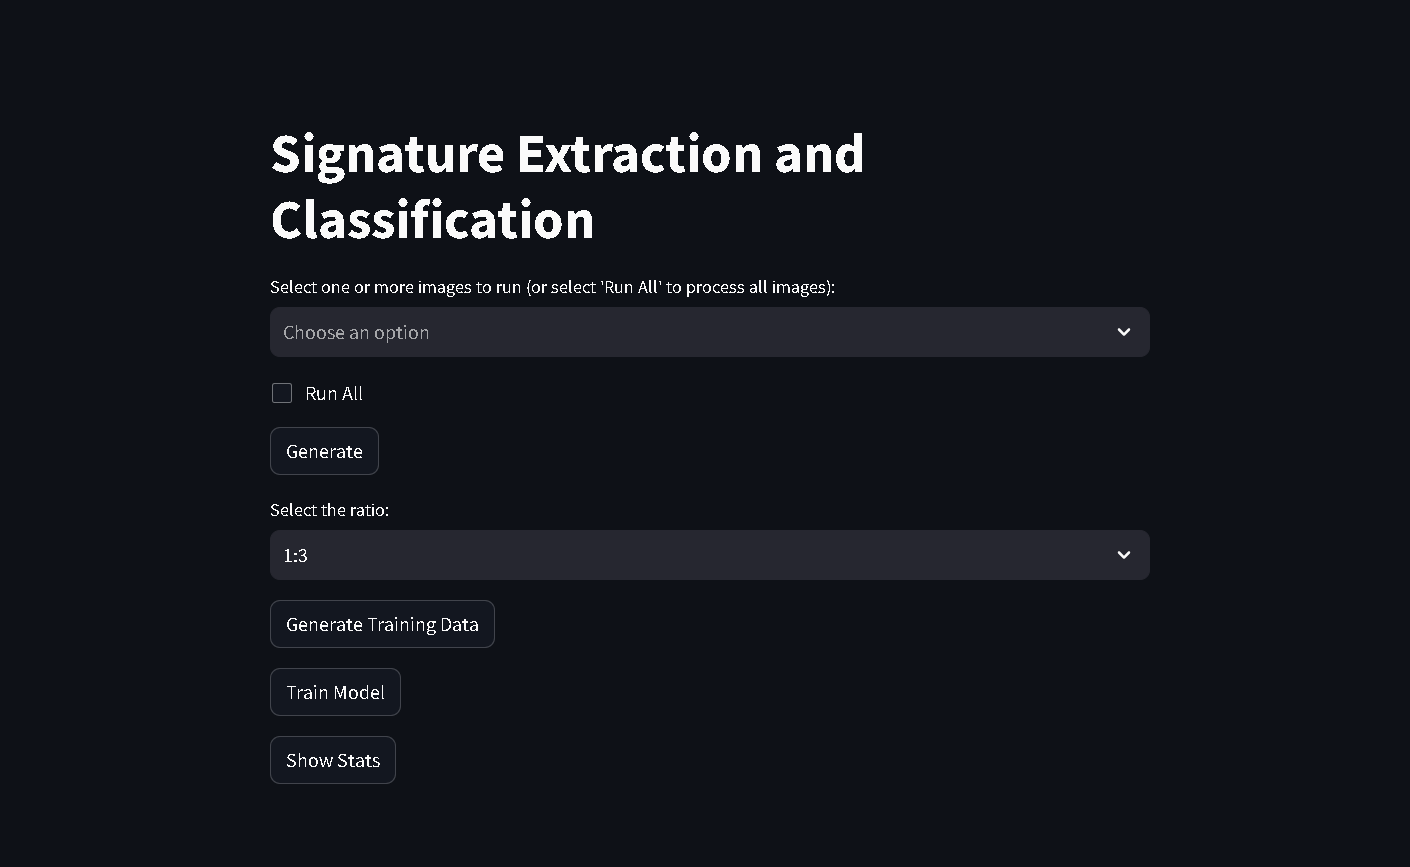 Signature Extraction and
Classification
Select one or more images to run (or select 'Run All' to process all images):
Choose an option
Run All
Generate
Select the ratio:
1:3
Generate Training Data
Train Model
Show Stats